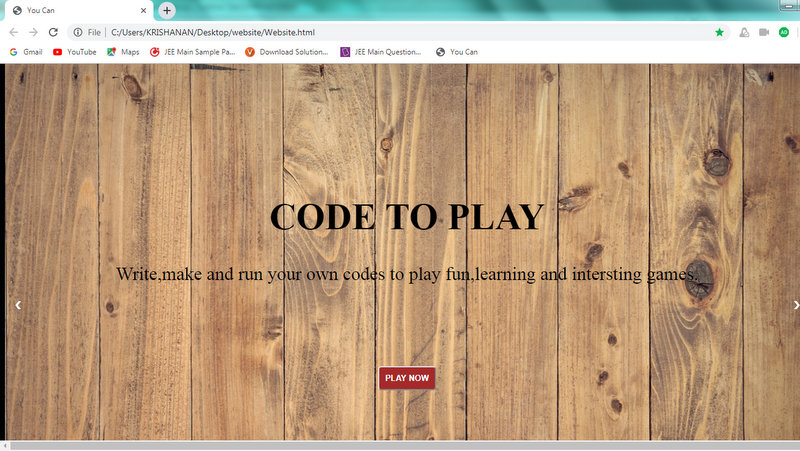 You Can
File | C:/Users/KRISHANAN/Desktop/website/Website.html
Gmail YouTube Maps JEE Main Sample Pa... Download Solution... JEE Main Question... You Can
CODE TO PLAY
Write,make and run your own codes to play fun,learning and intersting games.
PLAY NOW